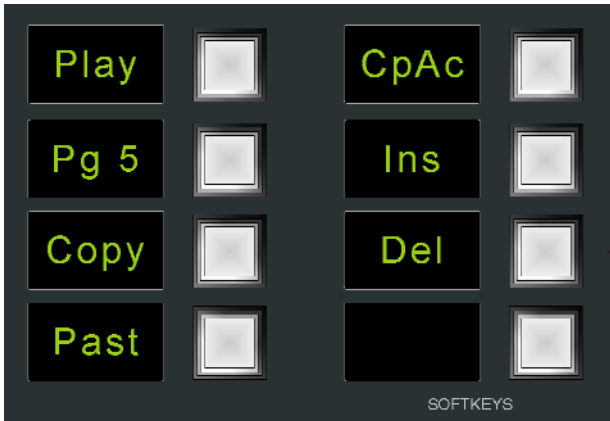 Play
CpAc
Pg 5
Ins
Copy
Del
Past
SOFTKEYS